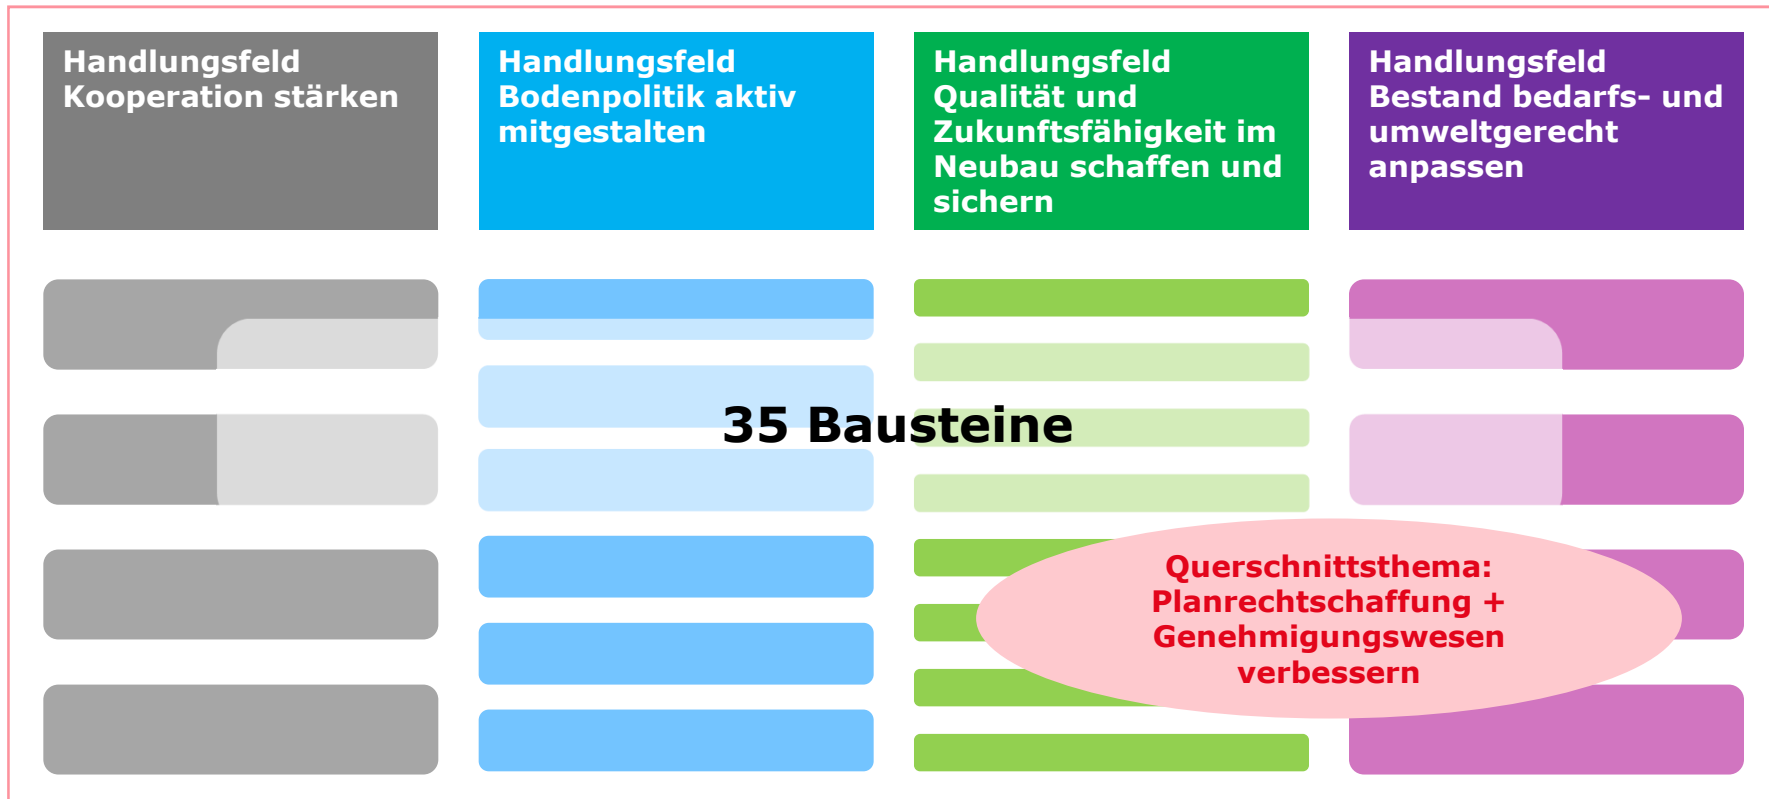 Handlungsfeld
Kooperation stärken
Handlungsfeld
Bodenpolitik aktiv
mitgestalten
Handlungsfeld
Qualität und
Zukunftsfähigkeit im
Neubau schaffen und
sichern
Handlungsfeld
Bestand bedarfs- und
umweltgerecht
anpassen
35 Bausteine
Querschnittsthema:
Planrechtschaffung +
Genehmigungswesen
verbessern